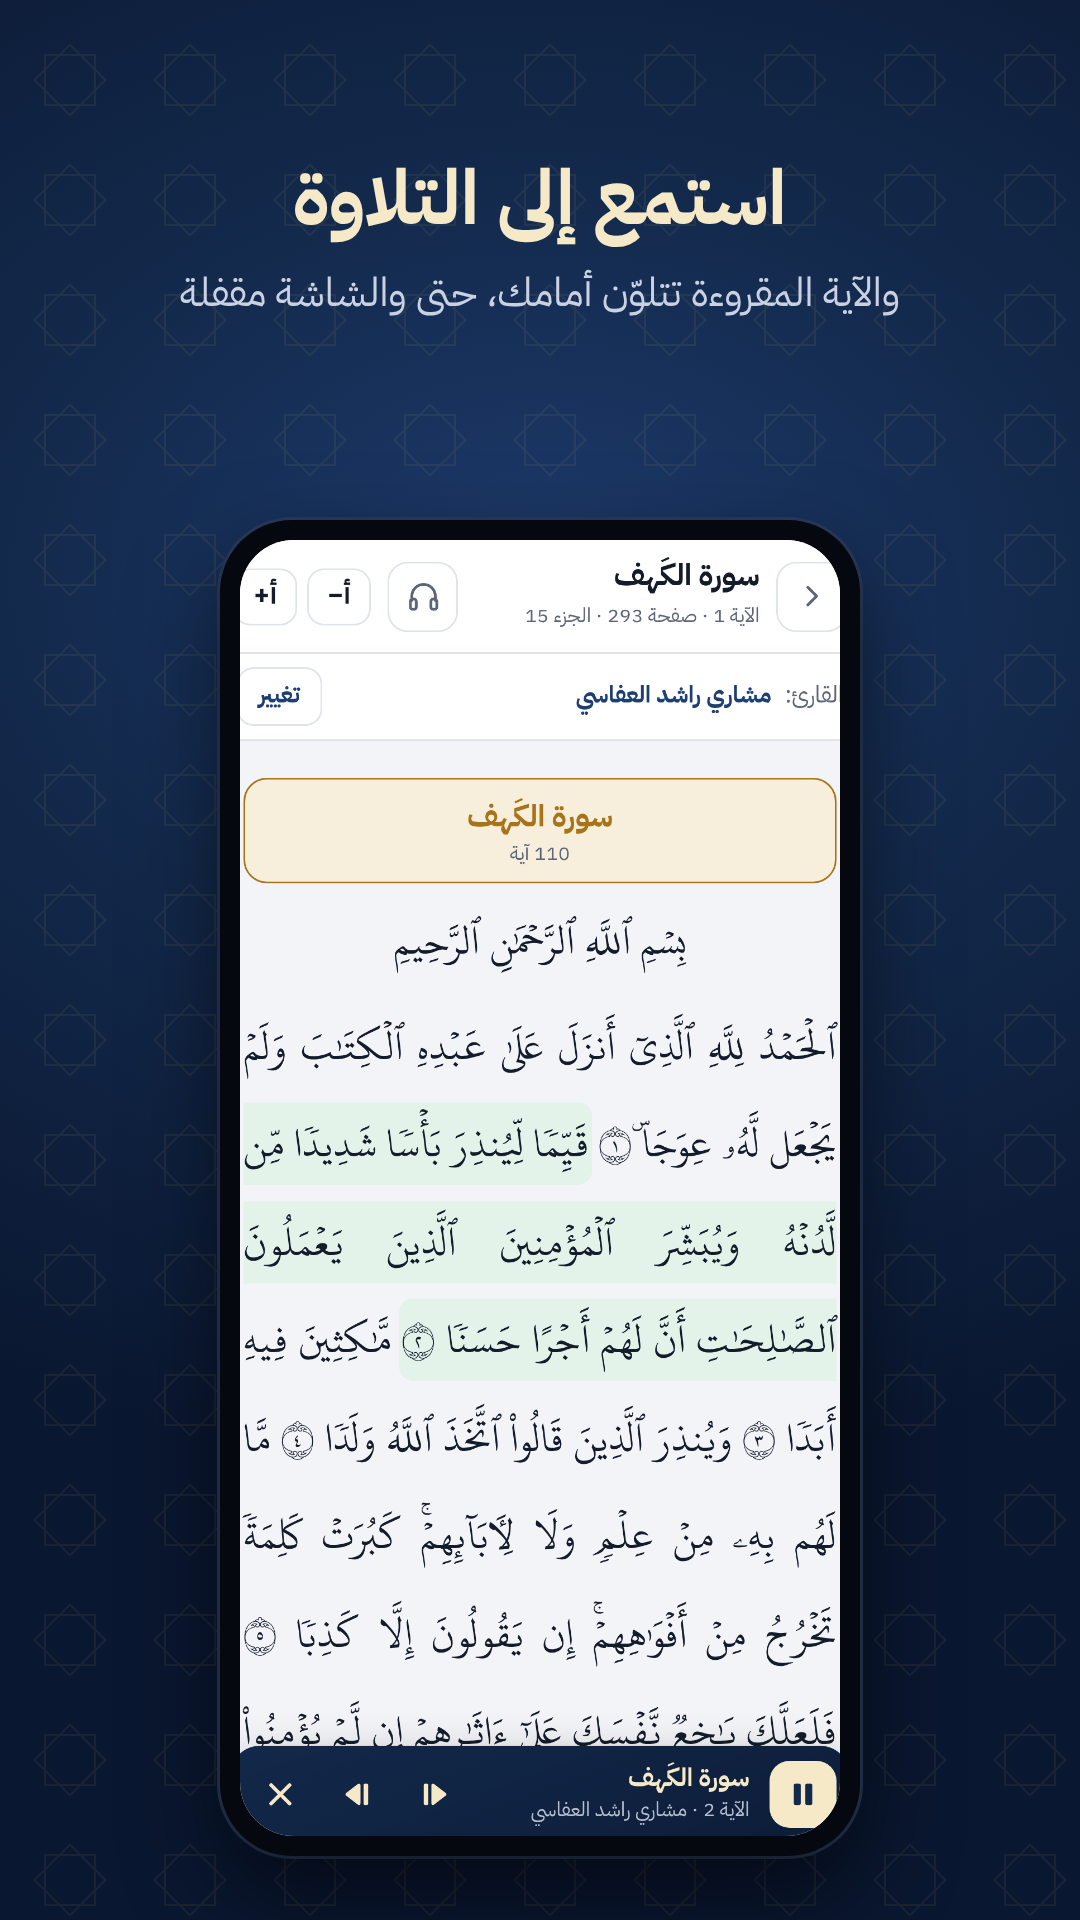 استمع إلى التلاوة
والآية المقروءة تتلوّن أمامك، حتى والشاشة مقفلة
سورة الكَهف
الآية 1 · صفحة 293 · الجزء 15
أ−
أ+
القارئ: مشاري راشد العفاسي
تغيير
سورة الكَهف
110 آية
بِسْمِ ٱللَّهِ ٱلرَّحْمَٰنِ ٱلرَّحِيمِ
ٱلْحَمْدُ لِلَّهِ ٱلَّذِىٓ أَنزَلَ عَلَىٰ عَبْدِهِ ٱلْكِتَٰبَ وَلَمْ
يَجْعَل لَّهُۥ عِوَجَاۜ ١ قَيِّمًا لِّيُنذِرَ بَأْسًا شَدِيدًا مِّن
لَّدُنْهُ وَيُبَشِّرَ ٱلْمُؤْمِنِينَ ٱلَّذِينَ يَعْمَلُونَ
ٱلصَّٰلِحَٰتِ أَنَّ لَهُمْ أَجْرًا حَسَنًا ٢ مَّٰكِثِينَ فِيهِ
أَبَدًا ٣ وَيُنذِرَ ٱلَّذِينَ قَالُوا۟ ٱتَّخَذَ ٱللَّهُ وَلَدًا ٤ مَّا
لَهُم بِهِۦ مِنْ عِلْمٍ وَلَا لِـَٔابَآئِهِمْ ۚ كَبُرَتْ كَلِمَةً
تَخْرُجُ مِنْ أَفْوَٰهِهِمْ ۚ إِن يَقُولُونَ إِلَّا كَذِبًا ٥
فَلَعَلَّكَ بَٰخِعٌ نَّفْسَكَ عَلَىٰٓ ءَاثَٰرِهِمْ إِن لَّمْ يُؤْمِنُوا۟
سورة الكَهف
الآية 2 · مشاري راشد العفاسي